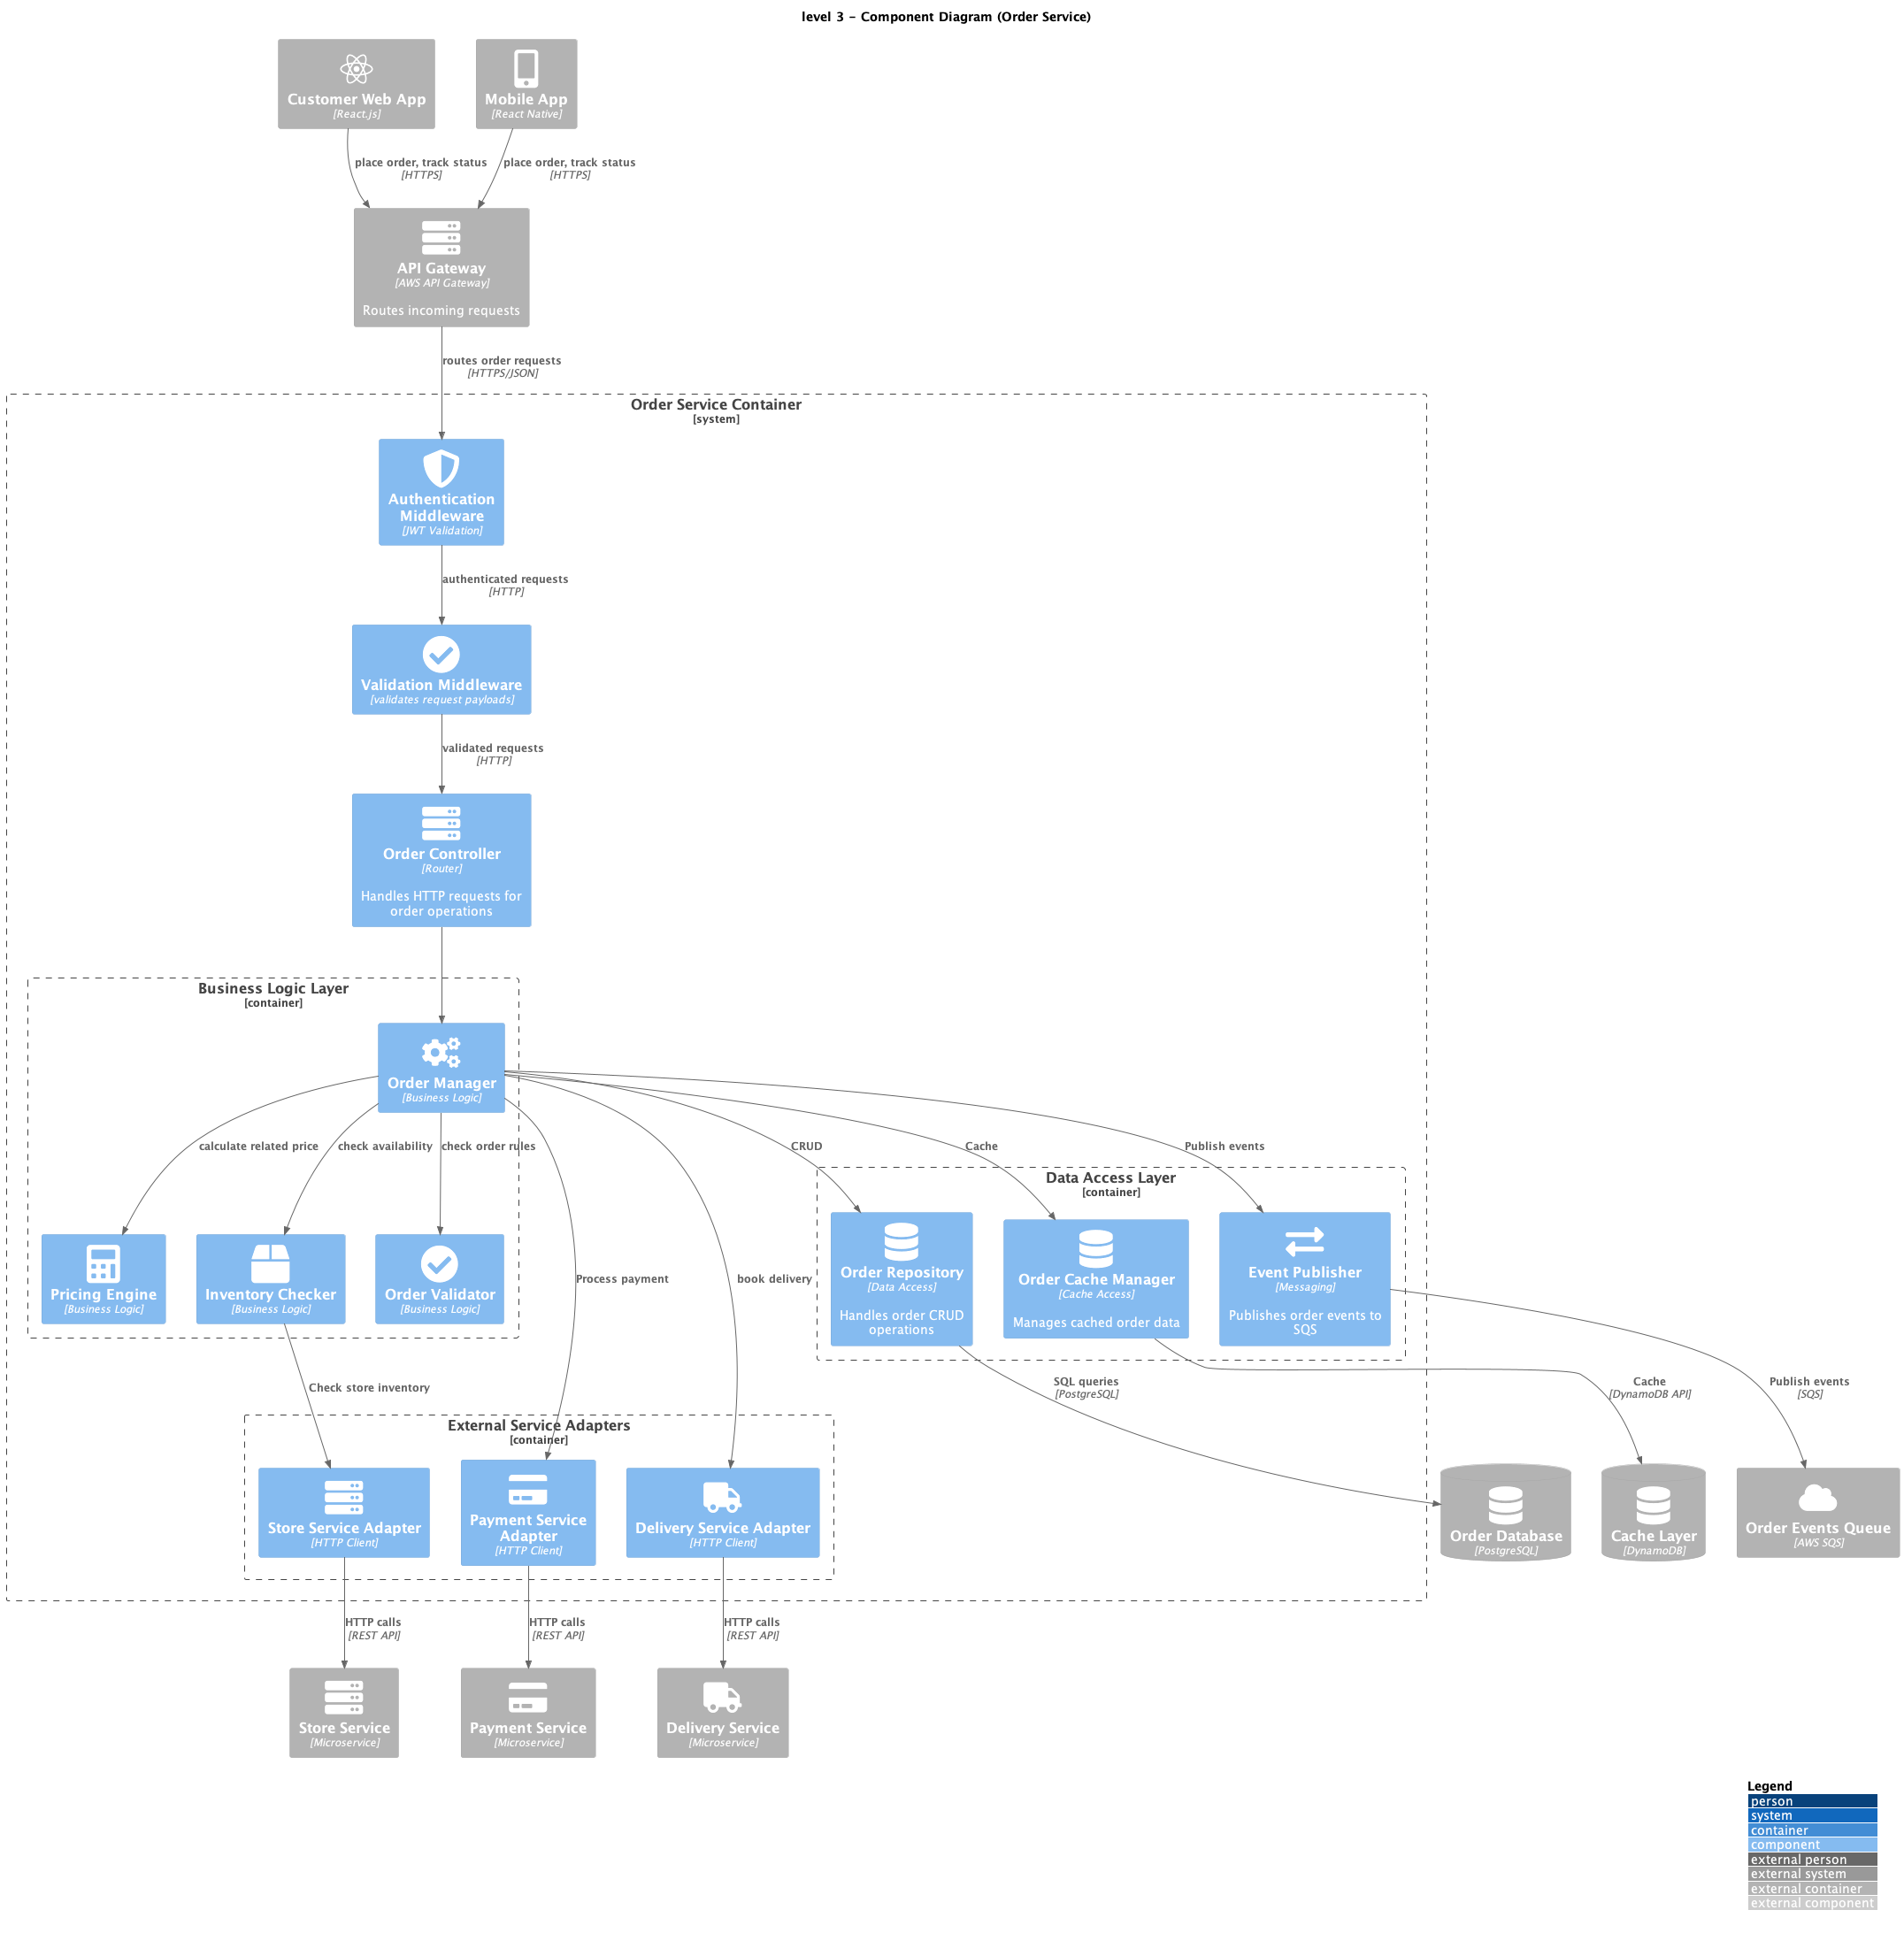 level 3 – Component Diagram (Order Service)
Customer Web App
[React.js]
Mobile App
[React Native]
place order, track status
[HTTPS]
place order, track status
[HTTPS]
API Gateway
[AWS API Gateway]
Routes incoming requests
routes order requests
[HTTPS/JSON]
Order Service Container
[system]
Authentication
Middleware
[JWT Validation]
authenticated requests
[HTTP]
Validation Middleware
[validates request payloads]
validated requests
[HTTP]
Order Controller
[Router]
Handles HTTP requests for
order operations
Business Logic Layer
[container]
Order Manager
[Business Logic]
calculate related price
check availability
check order rules
CRUD
Cache
Publish events
Data Access Layer
[container]
Pricing Engine
[Business Logic]
Inventory Checker
[Business Logic]
Order Validator
[Business Logic]
Process payment
book delivery
Order Repository
[Data Access]
Handles order CRUD
operations
Order Cache Manager
[Cache Access]
Manages cached order data
Event Publisher
[Messaging]
Publishes order events to
SQS
Check store inventory
SQL queries
[PostgreSQL]
Cache
[DynamoDB API]
Publish events
[SQS]
External Service Adapters
[container]
Store Service Adapter
[HTTP Client]
Payment Service
Adapter
[HTTP Client]
Delivery Service Adapter
[HTTP Client]
Order Database
[PostgreSQL]
Cache Layer
[DynamoDB]
Order Events Queue
[AWS SQS]
HTTP calls
[REST API]
HTTP calls
[REST API]
HTTP calls
[REST API]
Store Service
[Microservice]
Payment Service
[Microservice]
Delivery Service
[Microservice]
Legend
person
system
container
component
external person
external system
external container
external component